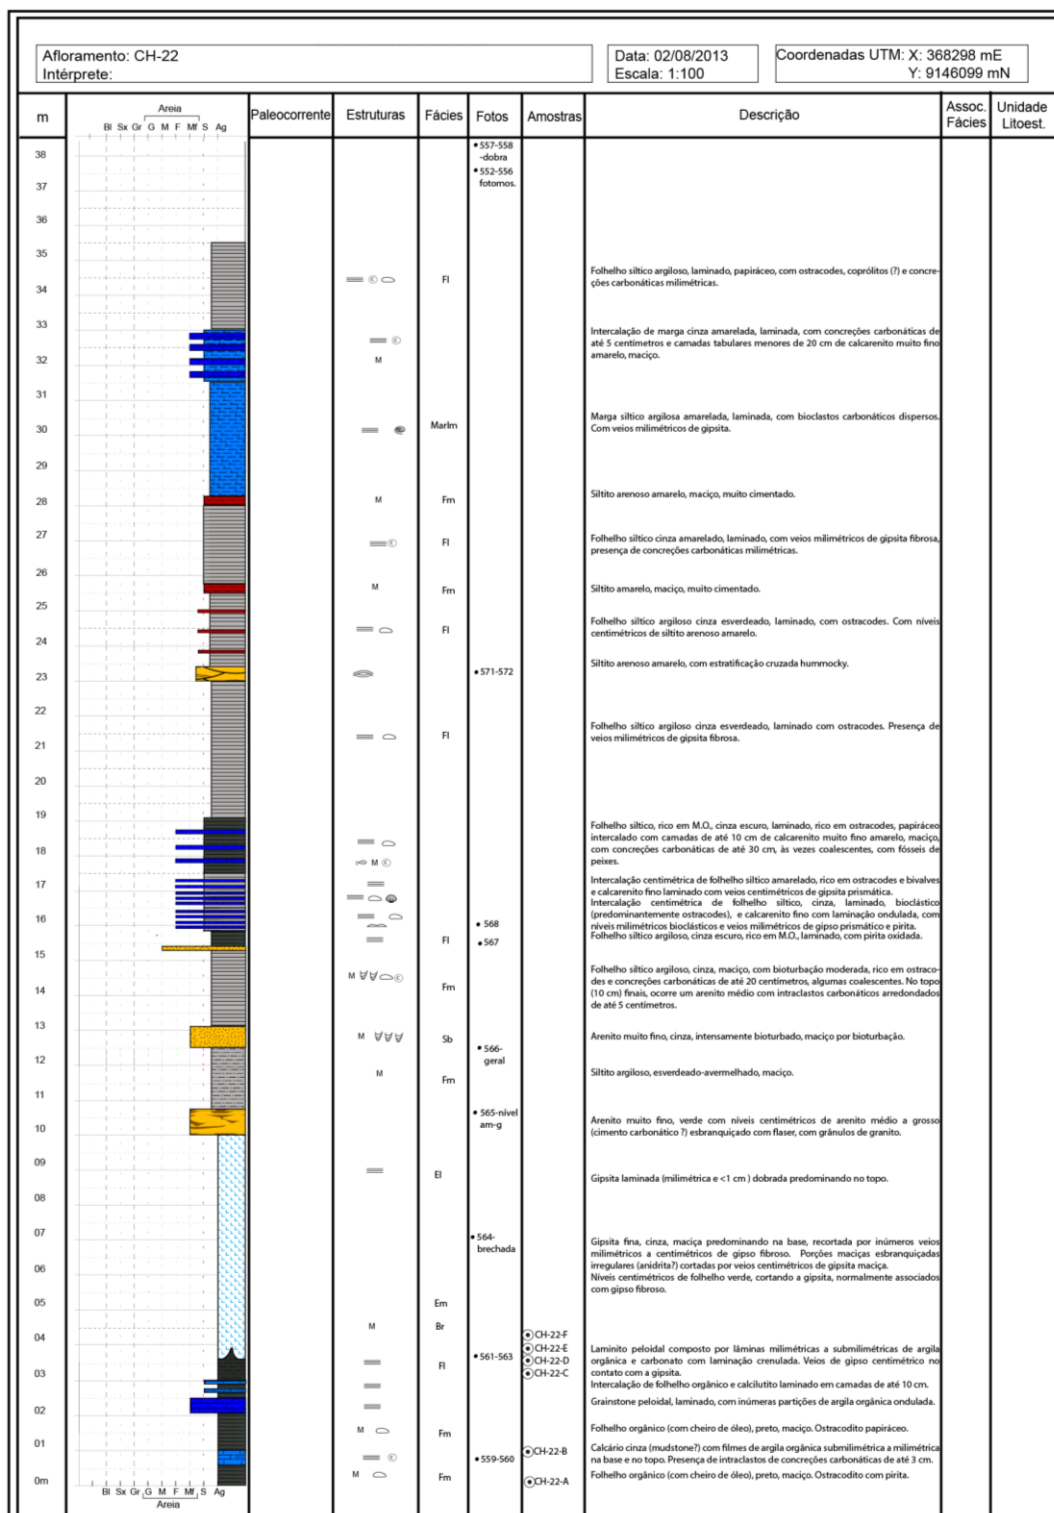 Afloramento: CH-22
Intérprete:
Data: 02/08/2013
Escala: 1:100
Coordenadas UTM: X: 368298 mE
Y: 9146099 mN
m
Areia
Bl Sx Gr G M F Mf S Ag
Paleocorrente
Estruturas
Fácies
Fotos
Amostras
Descrição
Assoc.
Fácies
Unidade
Litoest.
38
• 557-558
-dobra
37
• 552-556
fotomos.
36
35
Fl
Folhelho síltico argiloso, laminado, papiráceo, com ostracodes, coprólitos (?) e concre-
ções carbonáticas milimétricas.
34
33
Intercalação de marga cinza amarelada, laminada, com concreções carbonáticas de
até 5 centímetros e camadas tabulares menores de 20 cm de calcarenito muito fino
amarelo, maciço.
32
M
31
30
Marlm
Marga síltico argilosa amarelada, laminada, com bioclastos carbonáticos dispersos.
Com veios milimétricos de gipsita.
29
28
M
Fm
Siltito arenoso amarelo, maciço, muito cimentado.
27
Fl
Folhelho síltico cinza amarelado, laminado, com veios milimétricos de gipsita fibrosa,
presença de concreções carbonáticas milimétricas.
26
M
Fm
Siltito amarelo, maciço, muito cimentado.
25
Fl
Folhelho síltico argiloso cinza esverdeado, laminado, com ostracodes. Com níveis
centimétricos de siltito arenoso amarelo.
24
23
• 571-572
Siltito arenoso amarelo, com estratificação cruzada hummocky.
22
21
Fl
Folhelho síltico argiloso cinza esverdeado, laminado com ostracodes. Presença de
veios milimétricos de gipsita fibrosa.
20
19
Folhelho síltico, rico em M.O., cinza escuro, laminado, rico em ostracodes, papiráceo
intercalado com camadas de até 10 cm de calcarenito muito fino amarelo, maciço,
com concreções carbonáticas de até 30 cm, às vezes coalescentes, com fósseis de
peixes.
18
M
17
Intercalação centimétrica de folhelho síltico amarelado, rico em ostracodes e bivalves
e calcarenito fino laminado com veios centimétricos de gipsita prismática.
Intercalação centimétrica de folhelho síltico, cinza, laminado, bioclástico
(predominantemente ostracodes), e calcarenito fino com laminação ondulada, com
níveis milimétricos bioclásticos e veios milimétricos de gipso prismático e pirita.
16
• 568
Fl
• 567
Folhelho síltico argiloso, cinza escuro, rico em M.O., laminado, com pirita oxidada.
15
M
Fm
Folhelho síltico argiloso, cinza, maciço, com bioturbação moderada, rico em ostraco-
des e concreções carbonáticas de até 20 centímetros, algumas coalescentes. No topo
(10 cm) finais, ocorre um arenito médio com intraclastos carbonáticos arredondados
de até 5 centímetros.
14
13
M
Sb
Arenito muito fino, cinza, intensamente bioturbado, maciço por bioturbação.
• 566-
geral
12
M
Fm
Siltito argiloso, esverdeado-avermelhado, maciço.
11
• 565-nível
am-g
10
Arenito muito fino, verde com níveis centimétricos de arenito médio a grosso
(cimento carbonático ?) esbranquiçado com flaser, com grânulos de granito.
09
El
Gipsita laminada (milimétrica e <1 cm ) dobrada predominando no topo.
08
07
• 564-
brechada
Gipsita fina, cinza, maciça predominando na base, recortada por inúmeros veios
milimétricos a centimétricos de gipso fibroso. Porções maciças esbranquiçadas
irregulares (anidrita?) cortadas por veios centimétricos de gipsita maciça.
Níveis centimétricos de folhelho verde, cortando a gipsita, normalmente associados
com gipso fibroso.
06
05
Em
M
Br
04
CH-22-F
CH-22-E
CH-22-D
CH-22-C
• 561-563
Fl
Laminito peloidal composto por lâminas milimétricas a submilimétricas de argila
orgânica e carbonato com laminação crenulada. Veios de gipso centimétrico no
contato com a gipsita.
03
Intercalação de folhelho orgânico e calcilutito laminado em camadas de até 10 cm.
02
Grainstone peloidal, laminado, com inúmeras partições de argila orgânica ondulada.
M
Fm
Folhelho orgânico (com cheiro de óleo), preto, maciço. Ostracodito papiráceo.
01
• 559-560
CH-22-B
Calcário cinza (mudstone?) com filmes de argila orgânica submilimétrica a milimétrica
na base e no topo. Presença de intraclastos de concreções carbonáticas de até 3 cm.
0m
M
Fm
CH-22-A
Folhelho orgânico (com cheiro de óleo), preto, maciço. Ostracodito com pirita.
Bl Sx Gr G M F Mf S Ag
Areia